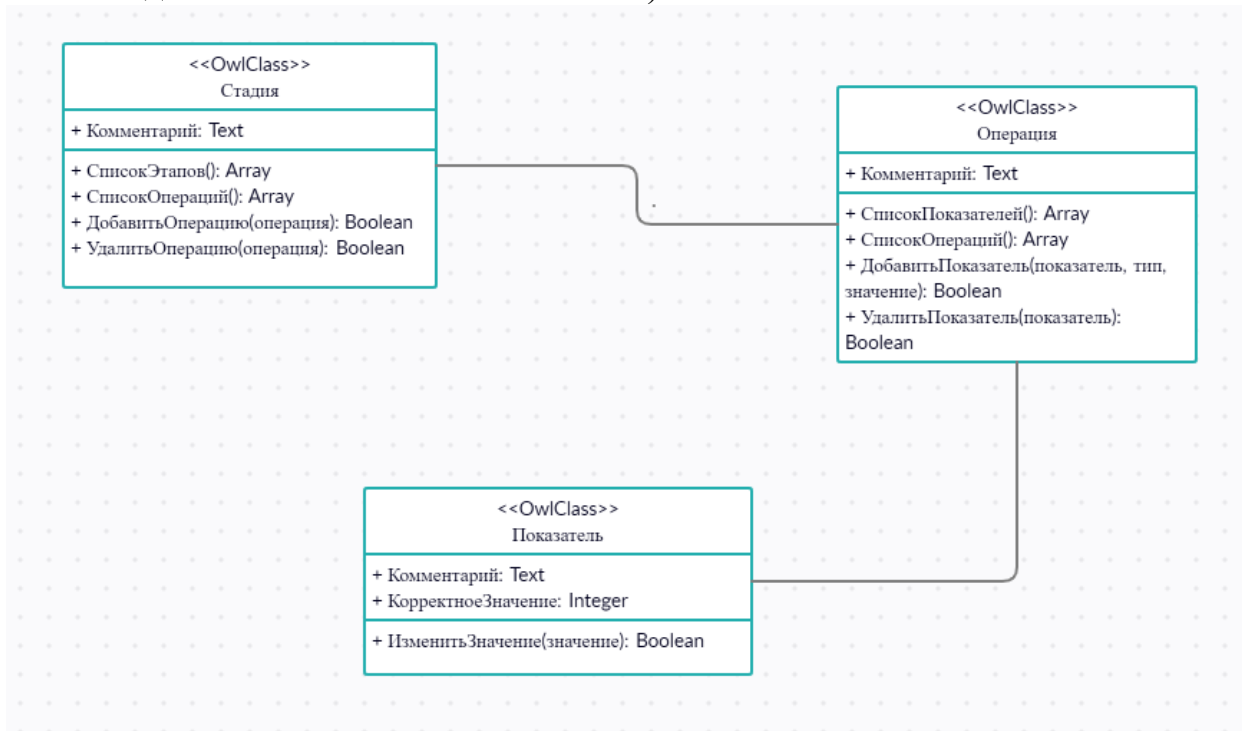 <<OwlClass>>
Стадия
+ Комментарий: Text
+ СписокЭтапов(): Array
+ СписокОпераций(): Array
+ ДобавитьОперацию(операция): Boolean
+ УдалитьОперацию(операция): Boolean
<<OwlClass>>
Операция
+ Комментарий: Text
+ СписокПоказателей(): Array
+ СписокОпераций(): Array
+ ДобавитьПоказатель(показатель, тип,
значение): Boolean
+ УдалитьПоказатель(показатель):
Boolean
<<OwlClass>>
Показатель
+ Комментарий: Text
+ КорректноеЗначение: Integer
+ ИзменитьЗначение(значение): Boolean